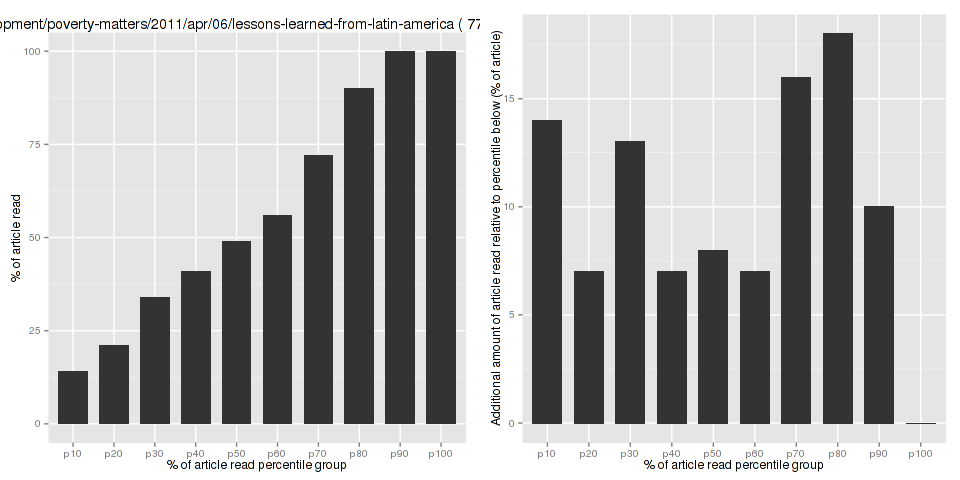 opment/poverty-matters/2011/apr/06/lessons-learned-from-latin-america ( 77
% of article read
100
75
50
25
0
p10 p20 p30 p40 p50 p60 p70 p80 p90 p100
% of article read percentile group
Additional amount of article read relative to percentile below (% of article)
15
10
5
0
p10 p20 p30 p40 p50 p60 p70 p80 p90 p100
% of article read percentile group